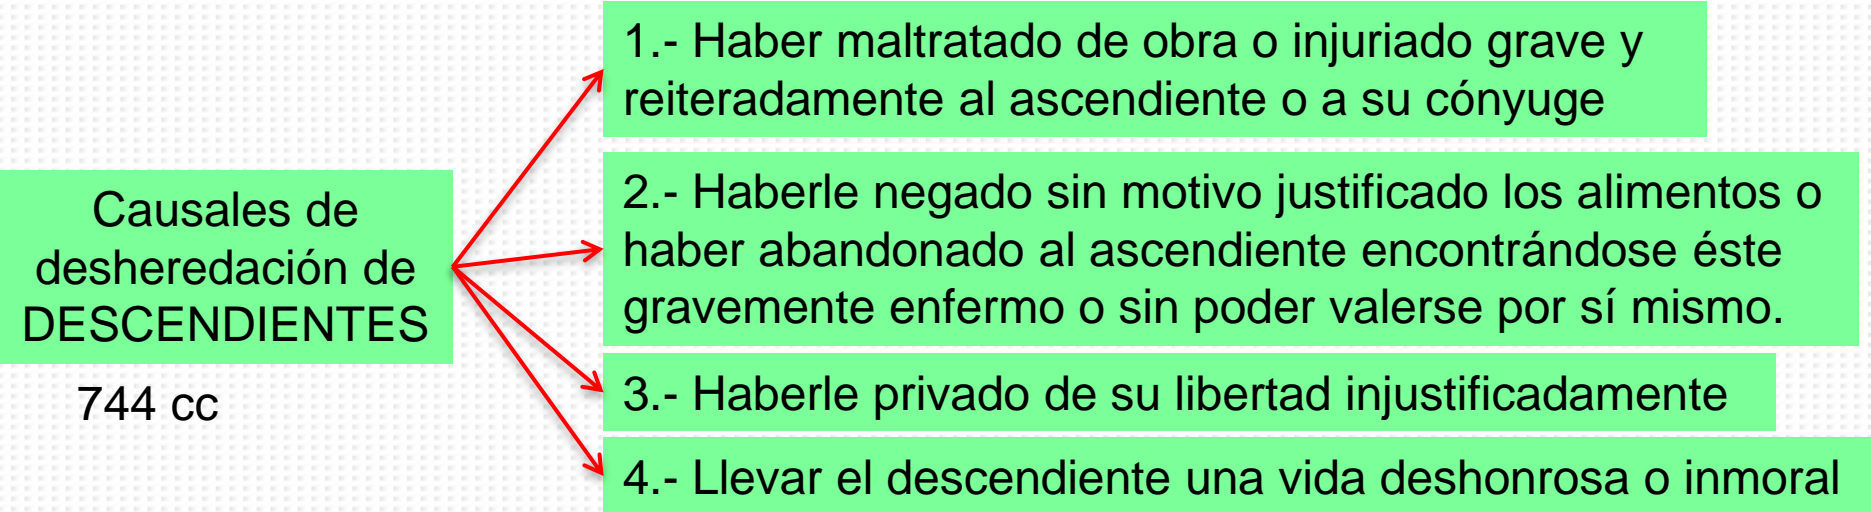 Causales de
desheredación de
DESCENDIENTES
744 cc
1.- Haber maltratado de obra o injuriado grave y
reiteradamente al ascendiente o a su cónyuge
2.- Haberle negado sin motivo justificado los alimentos o
haber abandonado al ascendiente encontrándose éste
gravemente enfermo o sin poder valerse por sí mismo.
3.- Haberle privado de su libertad injustificadamente
4.- Llevar el descendiente una vida deshonrosa o inmoral